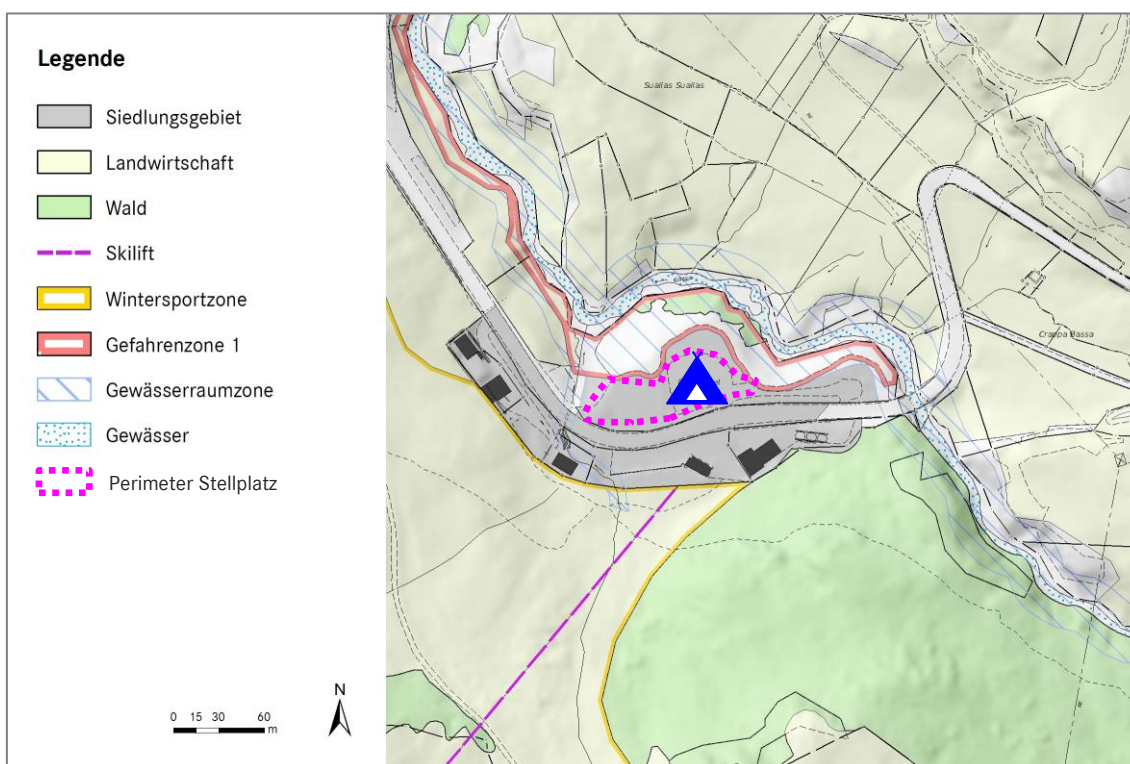 Legende
Siedlungsgebiet
Landwirtschaft
Wald
Skilift
Wintersportzone
Gefahrenzone 1
Gewässerraumzone
Gewässer
Perimeter Stellplatz
N
0 15 30 60
m
Suallas Suallas
Crappa Bassa